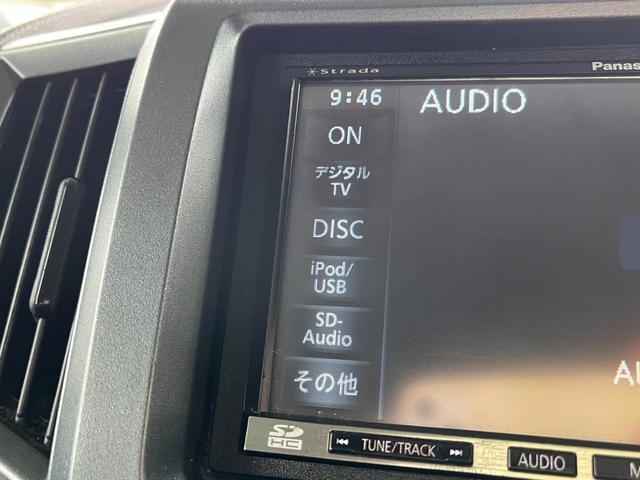 Strada
Panas
9:46
AUDIO
ON
デジタル
TV
DISC
iPod/
USB
SD-
Audio
その他
AU
SD
HC
TUNE/TRACK
AUDIO
M